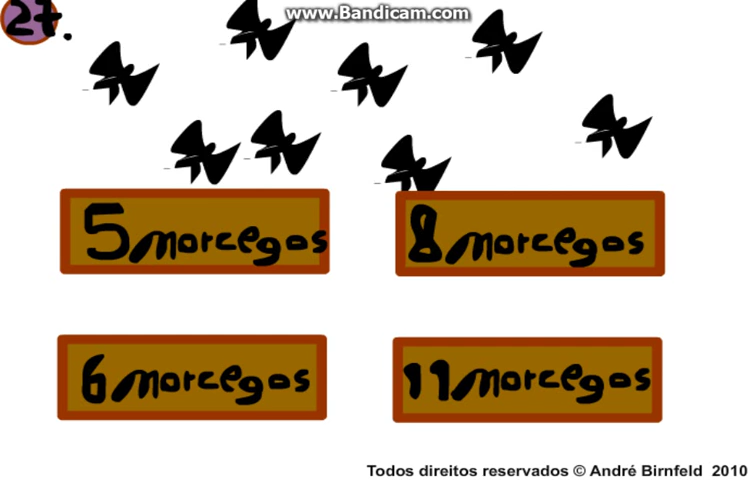 www.Bandicam.com
27.
5 morcegos
8 morcegos
6 morcegos
11 morcegos
Todos direitos reservados © André Birnfeld 2010